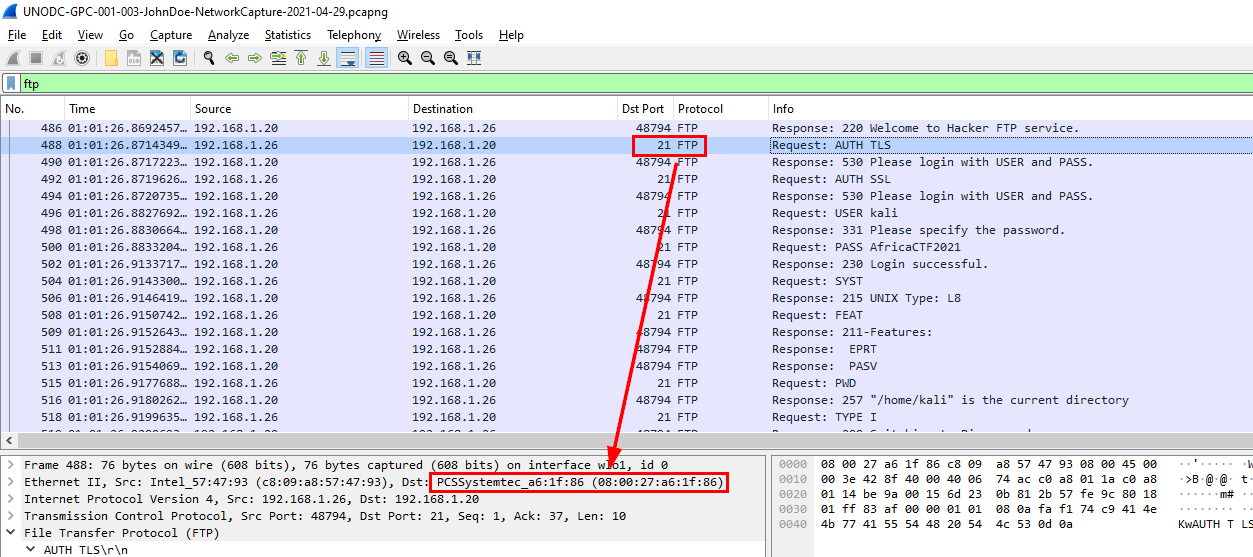 UNODC-GPC-001-003-JohnDoe-NetworkCapture-2021-04-29.pcapng
File Edit View Go Capture Analyze Statistics Telephony Wireless Tools Help
ftp
No. Time Source Destination Dst Port Protocol Info
486 01:01:26.8692457… 192.168.1.20 192.168.1.26 48794 FTP Response: 220 Welcome to Hacker FTP service.
488 01:01:26.8714349… 192.168.1.26 192.168.1.20 21 FTP Request: AUTH TLS
490 01:01:26.8717223… 192.168.1.20 192.168.1.26 48794 FTP Response: 530 Please login with USER and PASS.
492 01:01:26.8719626… 192.168.1.26 192.168.1.20 21 FTP Request: AUTH SSL
494 01:01:26.8720735… 192.168.1.20 192.168.1.26 48794 FTP Response: 530 Please login with USER and PASS.
496 01:01:26.8827692… 192.168.1.26 192.168.1.20 21 FTP Request: USER kali
498 01:01:26.8830664… 192.168.1.20 192.168.1.26 48794 FTP Response: 331 Please specify the password.
500 01:01:26.8833204… 192.168.1.26 192.168.1.20 21 FTP Request: PASS AfricaCTF2021
502 01:01:26.9133717… 192.168.1.20 192.168.1.26 48794 FTP Response: 230 Login successful.
504 01:01:26.9143300… 192.168.1.26 192.168.1.20 21 FTP Request: SYST
506 01:01:26.9146419… 192.168.1.20 192.168.1.26 48794 FTP Response: 215 UNIX Type: L8
508 01:01:26.9150742… 192.168.1.26 192.168.1.20 21 FTP Request: FEAT
509 01:01:26.9152643… 192.168.1.20 192.168.1.26 48794 FTP Response: 211-Features:
511 01:01:26.9152884… 192.168.1.20 192.168.1.26 48794 FTP Response: EPRT
513 01:01:26.9154069… 192.168.1.20 192.168.1.26 48794 FTP Response: PASV
515 01:01:26.9177688… 192.168.1.26 192.168.1.20 21 FTP Request: PWD
516 01:01:26.9180262… 192.168.1.20 192.168.1.26 48794 FTP Response: 257 "/home/kali" is the current directory
518 01:01:26.9199635… 192.168.1.26 192.168.1.20 21 FTP Request: TYPE I
Frame 488: 76 bytes on wire (608 bits), 76 bytes captured (608 bits) on interface wlo1, id 0
Ethernet II, Src: Intel_57:47:93 (c8:09:a8:57:47:93), Dst: PCSSystemtec_a6:1f:86 (08:00:27:a6:1f:86)
Internet Protocol Version 4, Src: 192.168.1.26, Dst: 192.168.1.20
Transmission Control Protocol, Src Port: 48794, Dst Port: 21, Seq: 1, Ack: 37, Len: 10
File Transfer Protocol (FTP)
AUTH TLS\r\n
0000 08 00 27 a6 1f 86 c8 09 a8 57 47 93 08 00 45 00
0010 00 3e 42 8f 40 00 40 06 74 ac c0 a8 01 1a c0 a8
0020 01 14 be 9a 00 15 6d 23 0b 81 2b 57 fe 9c 80 18
0030 01 ff 83 af 00 00 01 01 08 0a fa f1 74 c9 41 4e
0040 4b 77 41 55 54 48 20 54 4c 53 0d 0a KwAUTH T LS